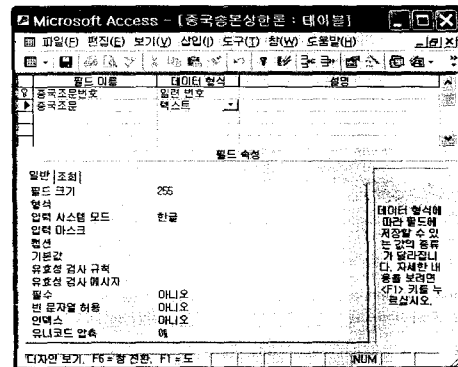 Microsoft Access - [중국송본상한론 : 테이블]
파일(F) 편집(E) 보기(V) 삽입(I) 도구(T) 창(W) 도움말(H)
필드 이름 데이터 형식 설명
중국조문번호 일련 번호
중국조문 텍스트
필드 속성
일반 조회
필드 크기 255
형식
입력 시스템 모드 한글
입력 마스크
캡션
기본값
유효성 검사 규칙
유효성 검사 메시지
필수 아니오
빈 문자열 허용 아니오
인덱스 아니오
유니코드 압축 예
데이터 형식에
따라 필드에
저장할 수 있
는 값의 종류
가 달라집니
다. 자세한 내
용을 보려면
<F1> 키를 누
르십시오.
디자인 보기. F6 = 창 전환. F1 = 도 NUM